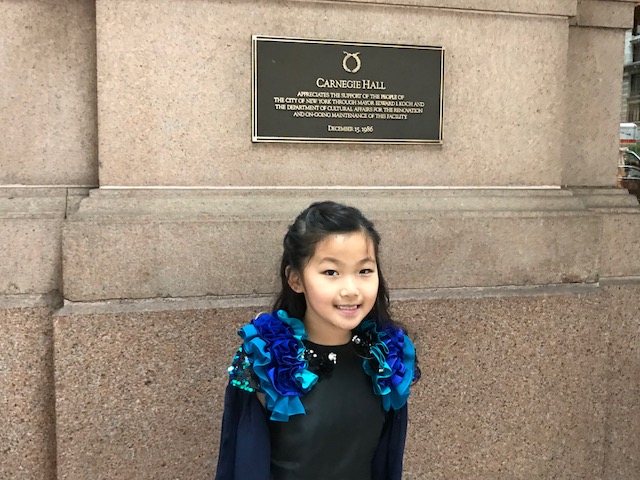 CARNEGIE HALL
APPRECIATES THE SUPPORT OF THE PEOPLE OF
THE CITY OF NEW YORK THROUGH MAYOR EDWARD I. KOCH AND
THE DEPARTMENT OF CULTURAL AFFAIRS FOR THE RENOVATION
AND ON-GOING MAINTENANCE OF THIS FACILITY.
DECEMBER 15, 1986